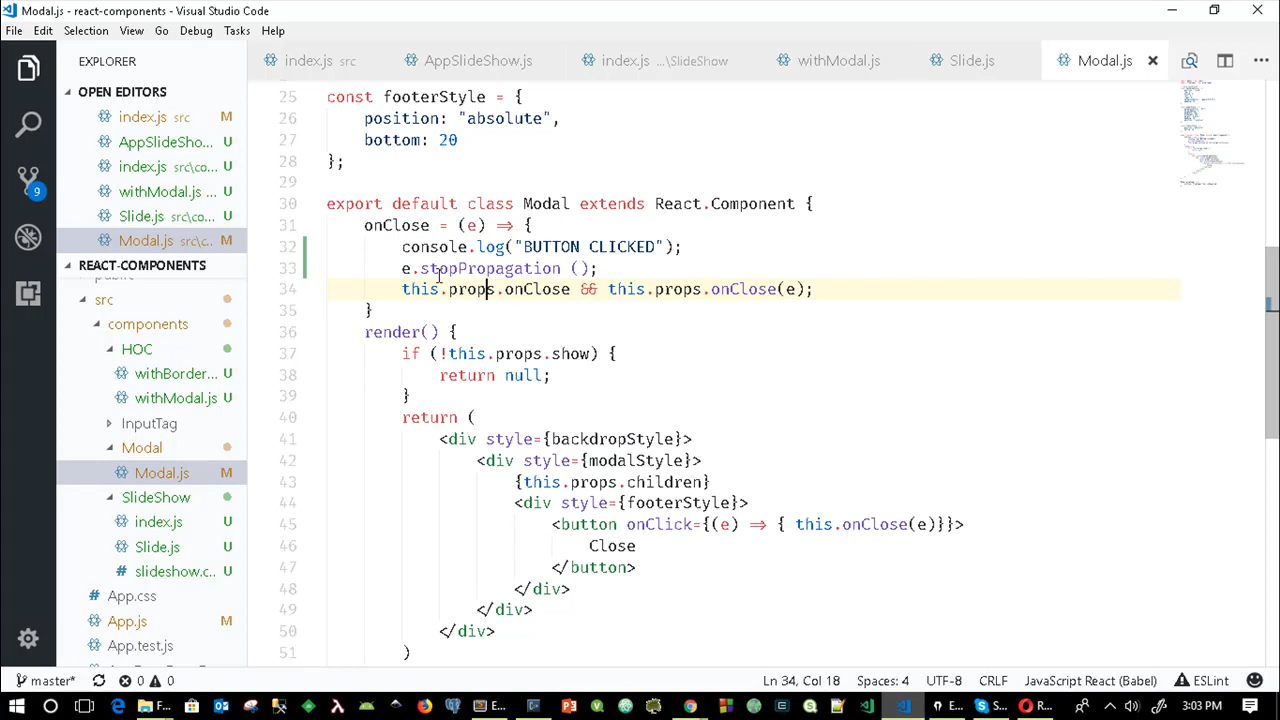 Modal.js - react-components - Visual Studio Code
File Edit Selection View Go Debug Tasks Help
EXPLORER
index.js src
AppSlideShow.js
index.js ...\SlideShow
withModal.js
Slide.js
Modal.js
OPEN EDITORS
index.js src M
AppSlideSho... U
index.js src\co... U
withModal.js U
Slide.js src\co... U
Modal.js src\c... M
REACT-COMPONENTS
src
components
HOC
withBorder... U
withModal.js U
InputTag
Modal
Modal.js M
SlideShow
index.js U
Slide.js U
slideshow.c... U
App.css
App.js M
App.test.js
9
25 const footerStyle = {
26 position: "absolute",
27 bottom: 20
28 };
29
30 export default class Modal extends React.Component {
31 onClose = (e) => {
32 console.log("BUTTON CLICKED");
33 e.stopPropagation ();
34 this.props.onClose && this.props.onClose(e);
35 }
36 render() {
37 if (!this.props.show) {
38 return null;
39 }
40 return (
41 <div style={backdropStyle}>
42 <div style={modalStyle}>
43 {this.props.children}
44 <div style={footerStyle}>
45 <button onClick={(e) => { this.onClose(e)}}>
46 Close
47 </button>
48 </div>
49 </div>
50 </div>
51 )
master* 0 0
Ln 34, Col 18 Spaces: 4 UTF-8 CRLF JavaScript React (Babel) ESLint
F... E... E... S... R... 3:03 PM